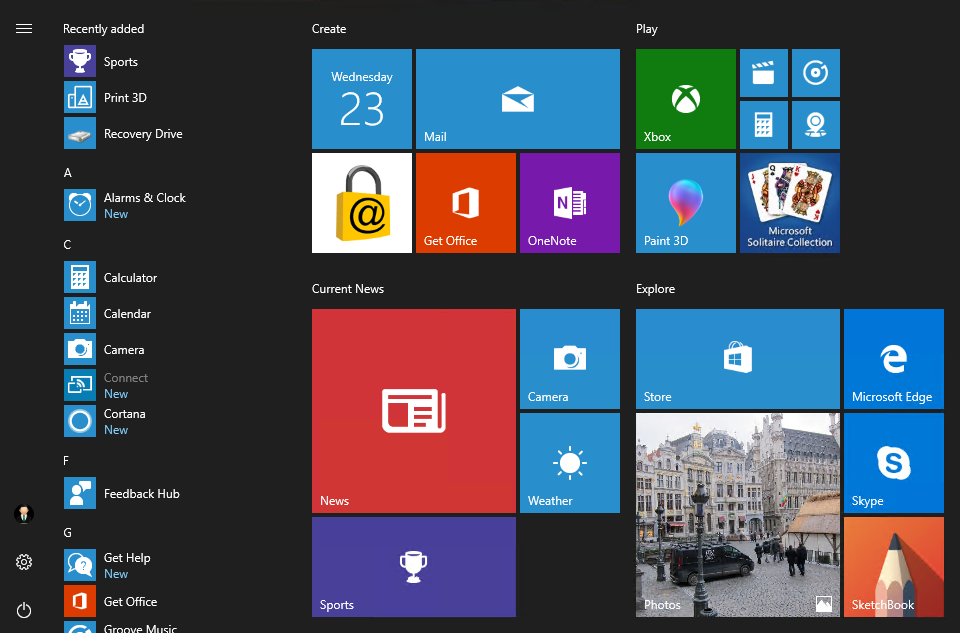 Recently added
Sports
Print 3D
Recovery Drive
A
Alarms & Clock
New
C
Calculator
Calendar
Camera
Connect
New
Cortana
New
F
Feedback Hub
G
Get Help
New
Get Office
Groove Music
Create
Wednesday
23
Mail
@
Get Office
N
OneNote
Play
Xbox
Paint 3D
Microsoft
Solitaire Collection
Current News
News
Camera
Weather
Sports
Explore
Store
Microsoft Edge
Photos
S
Skype
SketchBook